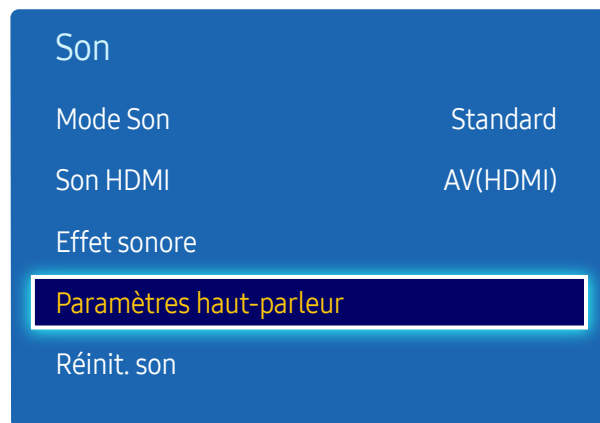 Son
Mode Son Standard
Son HDMI AV(HDMI)
Effet sonore
Paramètres haut-parleur
Réinit. son